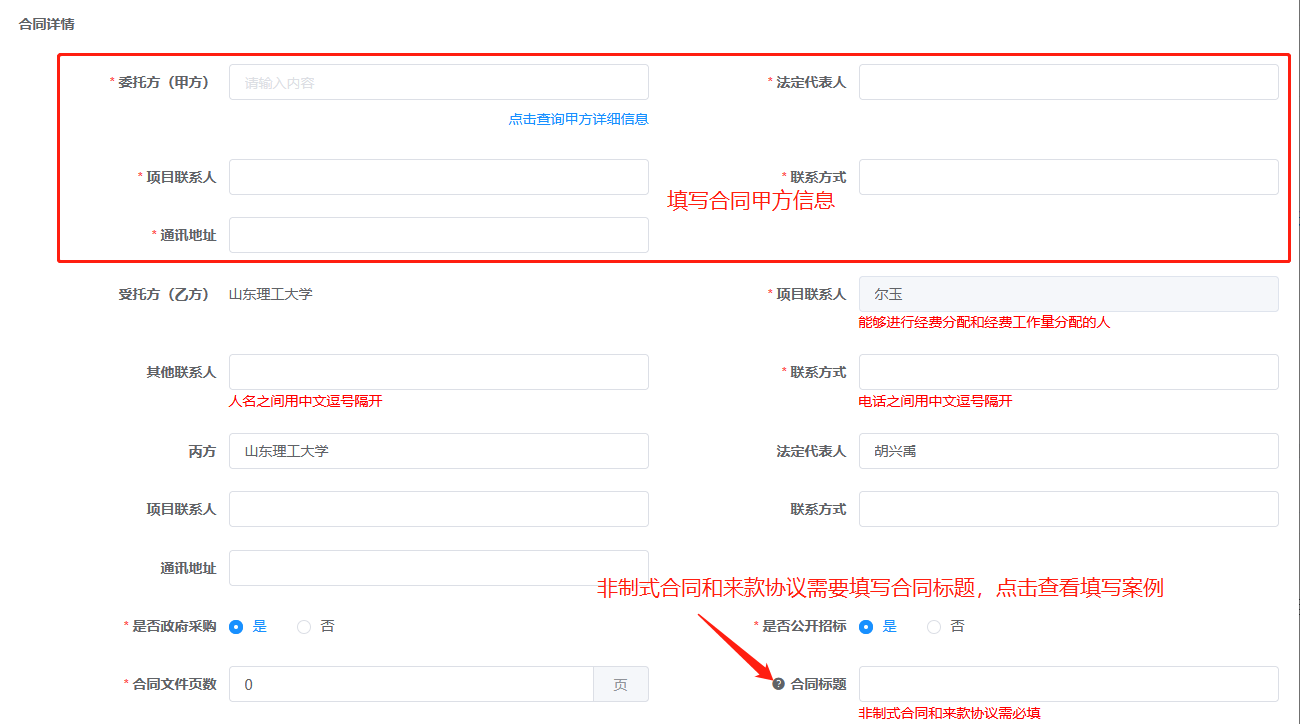 合同详情
* 委托方（甲方） 请输入内容 * 法定代表人
点击查询甲方详细信息
* 项目联系人 * 联系方式
填写合同甲方信息
* 通讯地址
受托方（乙方） 山东理工大学 * 项目联系人 尔玉
能够进行经费分配和经费工作量分配的人
其他联系人 * 联系方式
人名之间用中文逗号隔开 电话之间用中文逗号隔开
丙方 山东理工大学 法定代表人 胡兴禹
项目联系人 联系方式
通讯地址
非制式合同和来款协议需要填写合同标题，点击查看填写案例
* 是否政府采购 是 否 * 是否公开招标 是 否
* 合同文件页数 0 页 ? 合同标题
非制式合同和来款协议需必填